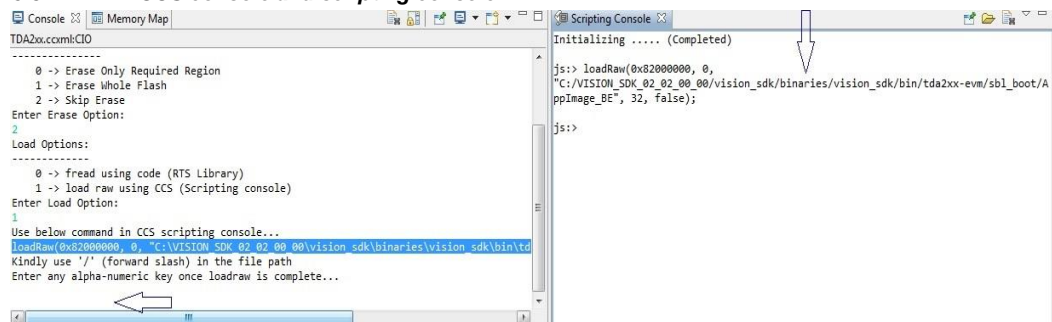 Console Memory Map
TDA2xx.ccxml:CIO
---------------
0 -> Erase Only Required Region
1 -> Erase Whole Flash
2 -> Skip Erase
Enter Erase Option:
2
Load Options:
-------------
0 -> fread using code (RTS Library)
1 -> load raw using CCS (Scripting console)
Enter Load Option:
1
Use below command in CCS scripting console...
loadRaw(0x82000000, 0, "C:\VISION_SDK_02_02_00_00\vision_sdk\binaries\vision_sdk\bin\td
Kindly use '/' (forward slash) in the file path
Enter any alpha-numeric key once loadraw is complete...
Scripting Console
Initializing ..... (Completed)
js:> loadRaw(0x82000000, 0,
"C:/VISION_SDK_02_02_00_00/vision_sdk/binaries/vision_sdk/bin/tda2xx-evm/sbl_boot/A
ppImage_BE", 32, false);
js:>